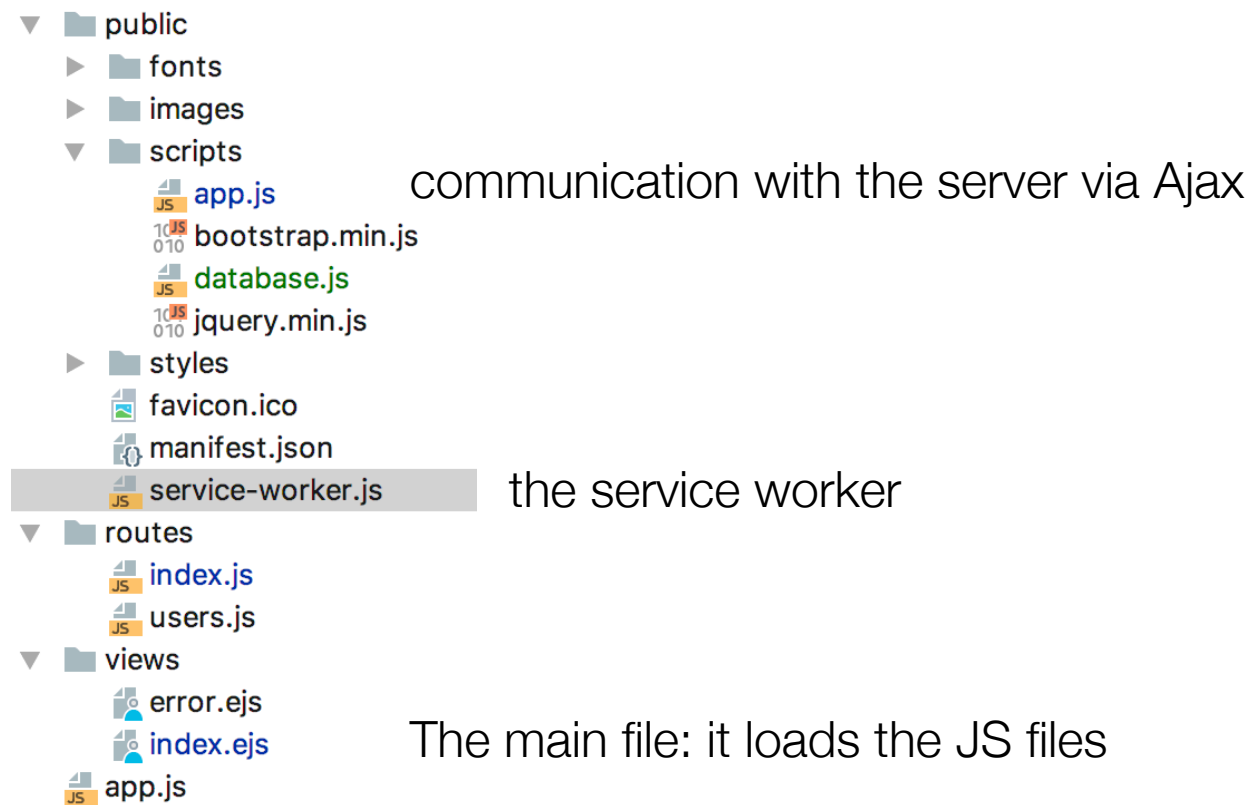 public
fonts
images
scripts
app.js
communication with the server via Ajax
bootstrap.min.js
database.js
jquery.min.js
styles
favicon.ico
manifest.json
service-worker.js
the service worker
routes
index.js
users.js
views
error.ejs
index.ejs
The main file: it loads the JS files
app.js